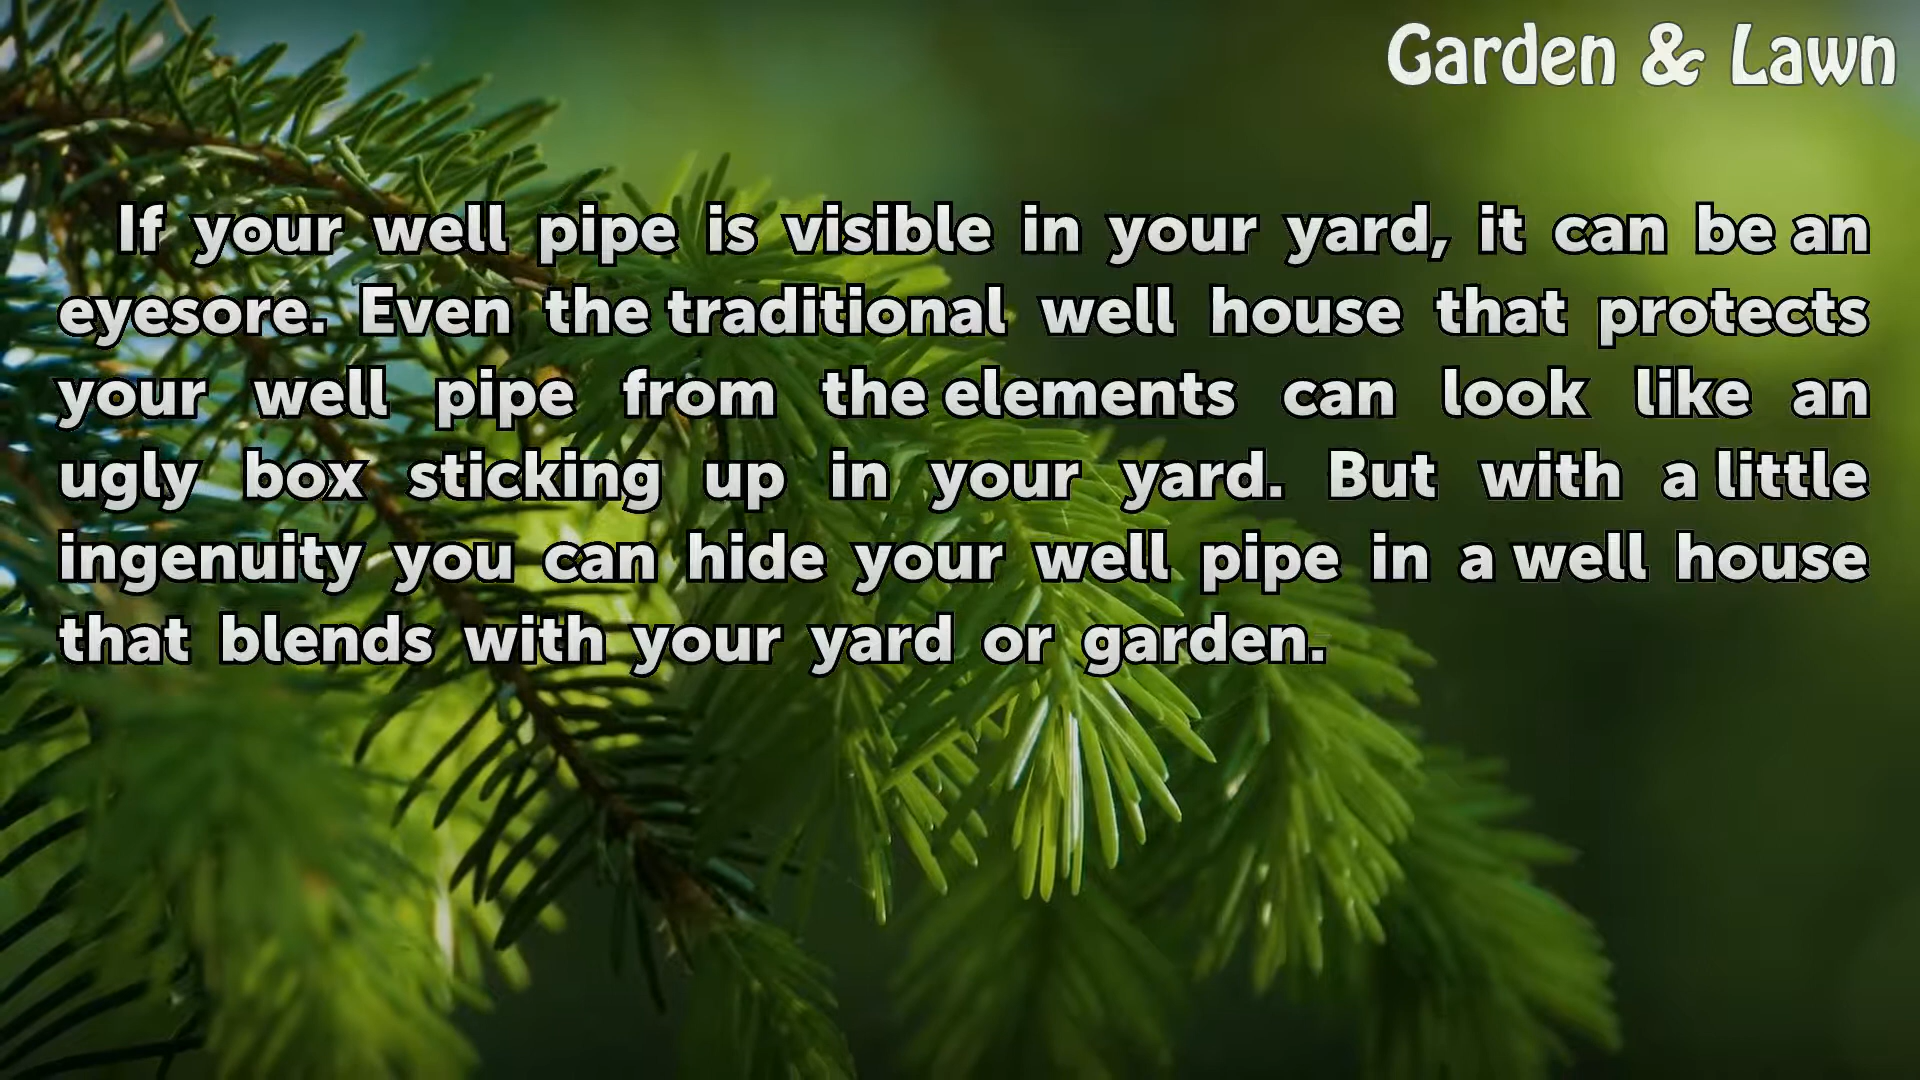 Garden & Lawn
If your well pipe is visible in your yard, it can be an
eyesore. Even the traditional well house that protects
your well pipe from the elements can look like an
ugly box sticking up in your yard. But with a little
ingenuity you can hide your well pipe in a well house
that blends with your yard or garden.